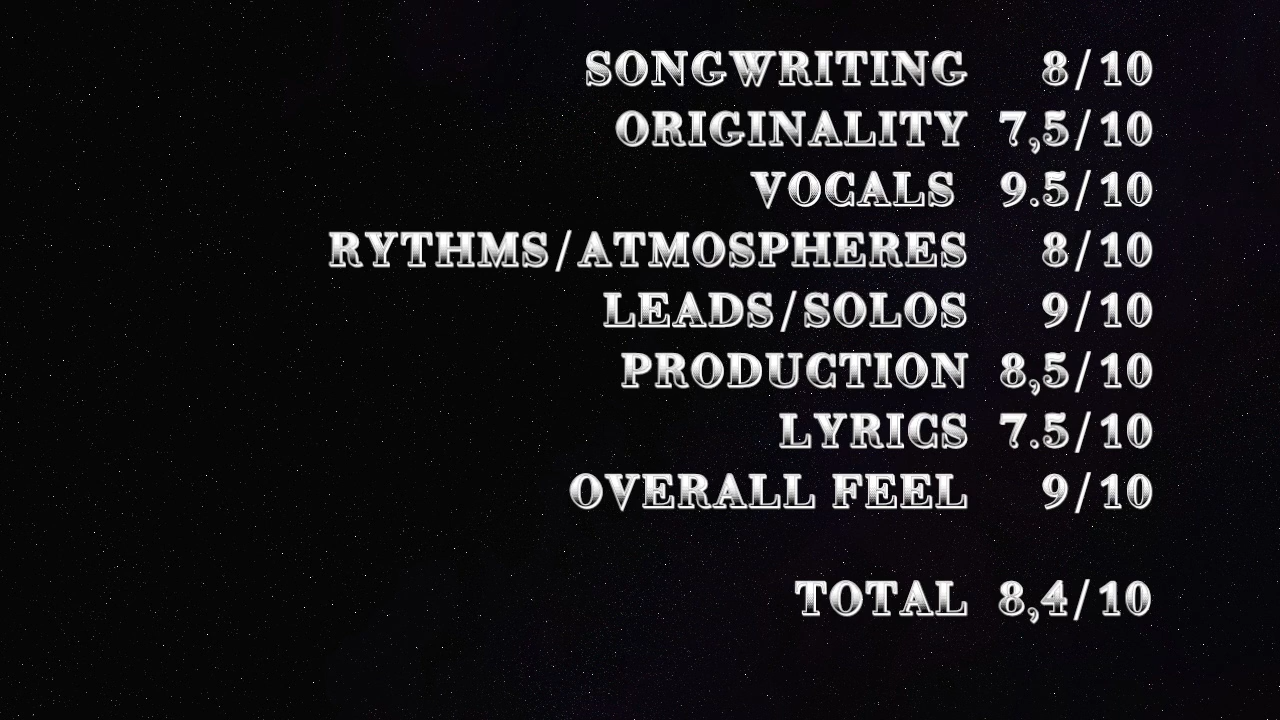 SONGWRITING 8/10
ORIGINALITY 7,5/10
VOCALS 9.5/10
RYTHMS/ATMOSPHERES 8/10
LEADS/SOLOS 9/10
PRODUCTION 8,5/10
LYRICS 7.5/10
OVERALL FEEL 9/10
TOTAL 8,4/10